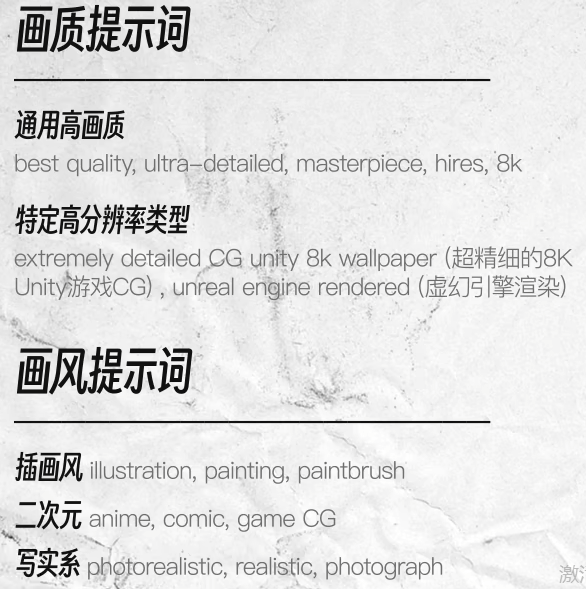 画质提示词
通用高画质
best quality, ultra-detailed, masterpiece, hires, 8k
特定高分辨率类型
extremely detailed CG unity 8k wallpaper (超精细的8K
Unity游戏CG) , unreal engine rendered (虚幻引擎渲染)
画风提示词
插画风 illustration, painting, paintbrush
二次元 anime, comic, game CG
写实系 photorealistic, realistic, photograph
激